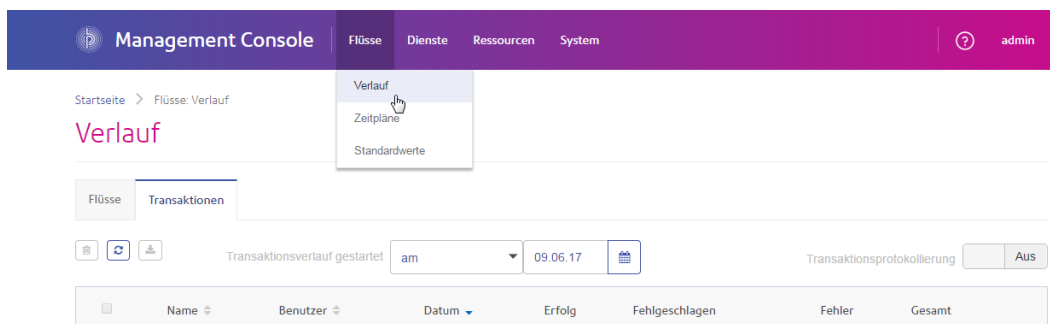 Management Console Flüsse Dienste Ressourcen System ? admin
Verlauf
Startseite > Flüsse: Verlauf
Zeitpläne
Verlauf
Standardwerte
Flüsse Transaktionen
Transaktionsverlauf gestartet am 09.06.17 Transaktionsprotokollierung Aus
Name Benutzer Datum Erfolg Fehlgeschlagen Fehler Gesamt